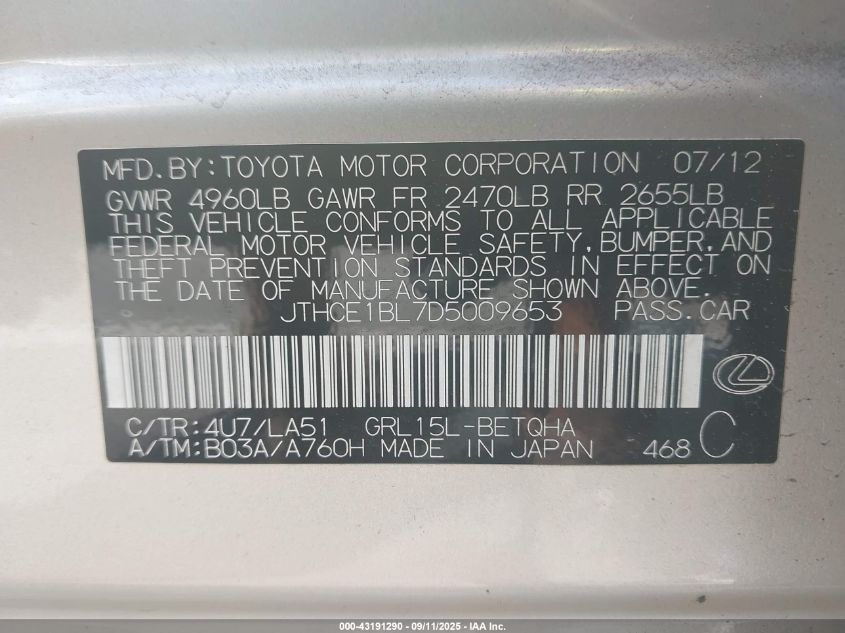 MFD.BY:TOYOTA MOTOR CORPORATION 07/12
GVWR 4960LB GAWR FR 2470LB RR 2655LB
THIS VEHICLE CONFORMS TO ALL APPLICABLE
FEDERAL MOTOR VEHICLE SAFETY,BUMPER,AND
THEFT PREVENTION STANDARDS IN EFFECT ON
THE DATE OF MANUFACTURE SHOWN ABOVE.
JTHCE1BL7D5009653 PASS.CAR
C/TR:4U7/LA51 GRL15L-BETQHA
A/TM:B03A/A760H MADE IN JAPAN 468 C
000-43191290 - 09/11/2025 - IAA Inc.